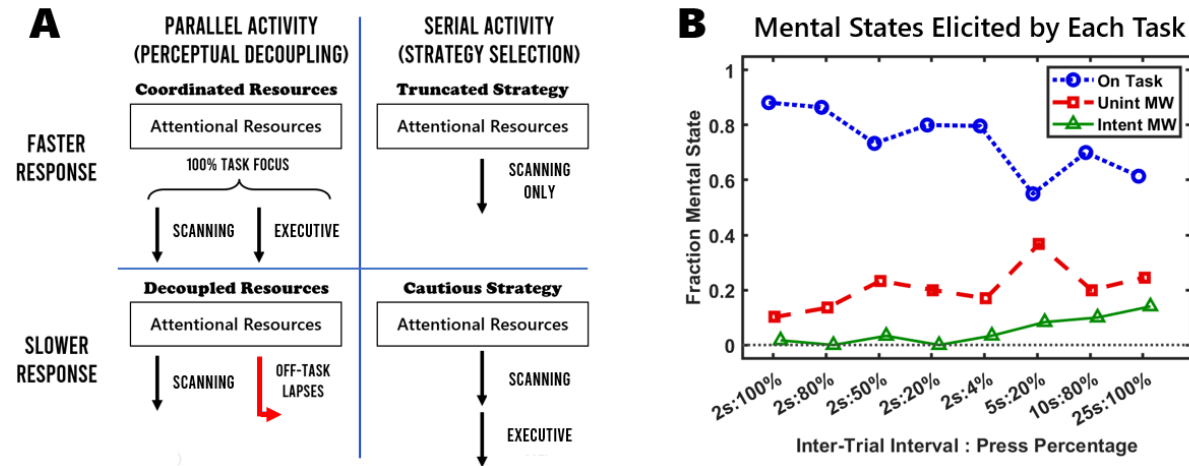 A
PARALLEL ACTIVITY
(PERCEPTUAL DECOUPLING)
SERIAL ACTIVITY
(STRATEGY SELECTION)
FASTER
RESPONSE
Coordinated Resources
Attentional Resources
100% TASK FOCUS
SCANNING
EXECUTIVE
Truncated Strategy
Attentional Resources
SCANNING
ONLY
SLOWER
RESPONSE
Decoupled Resources
Attentional Resources
SCANNING
OFF-TASK
LAPSES
Cautious Strategy
Attentional Resources
SCANNING
EXECUTIVE
B
Mental States Elicited by Each Task
On Task
Unint MW
Intent MW
Fraction Mental State
1
0.8
0.6
0.4
0.2
0
2s:100%
2s:80%
2s:50%
2s:20%
2s:4%
5s:20%
10s:80%
25s:100%
Inter-Trial Interval : Press Percentage